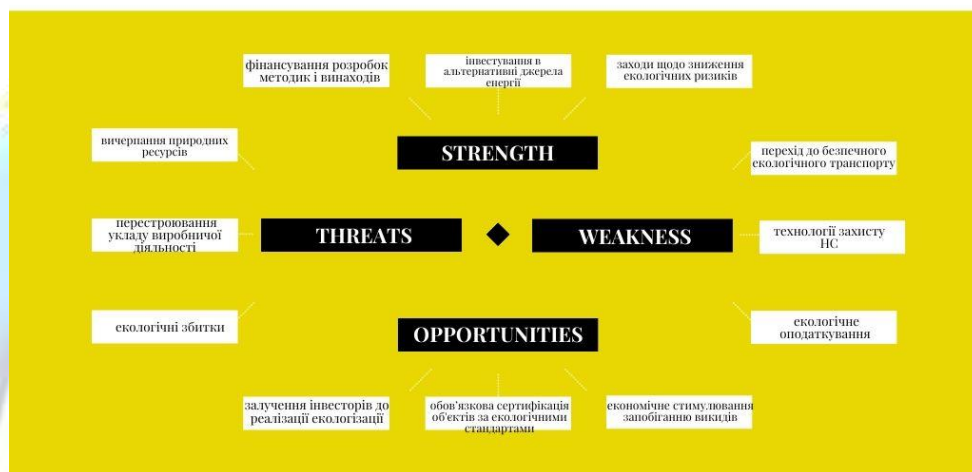 фінансування розробок
методик і винаходів
інвестування в
альтернативні джерела
енергії
заходи щодо зниження
екологічних ризиків
STRENGTH
вичерпання природних
ресурсів
перехід до безпечного
екологічного транспорту
перестроювання
укладу виробничої
діяльності
THREATS
WEAKNESS
технології захисту
НС
екологічні збитки
екологічне
оподаткування
OPPORTUNITIES
залучення інвесторів до
реалізації екологізації
обов'язкова сертифікація
об'єктів за екологічними
стандартами
економічне стимулювання
запобіганню викидів